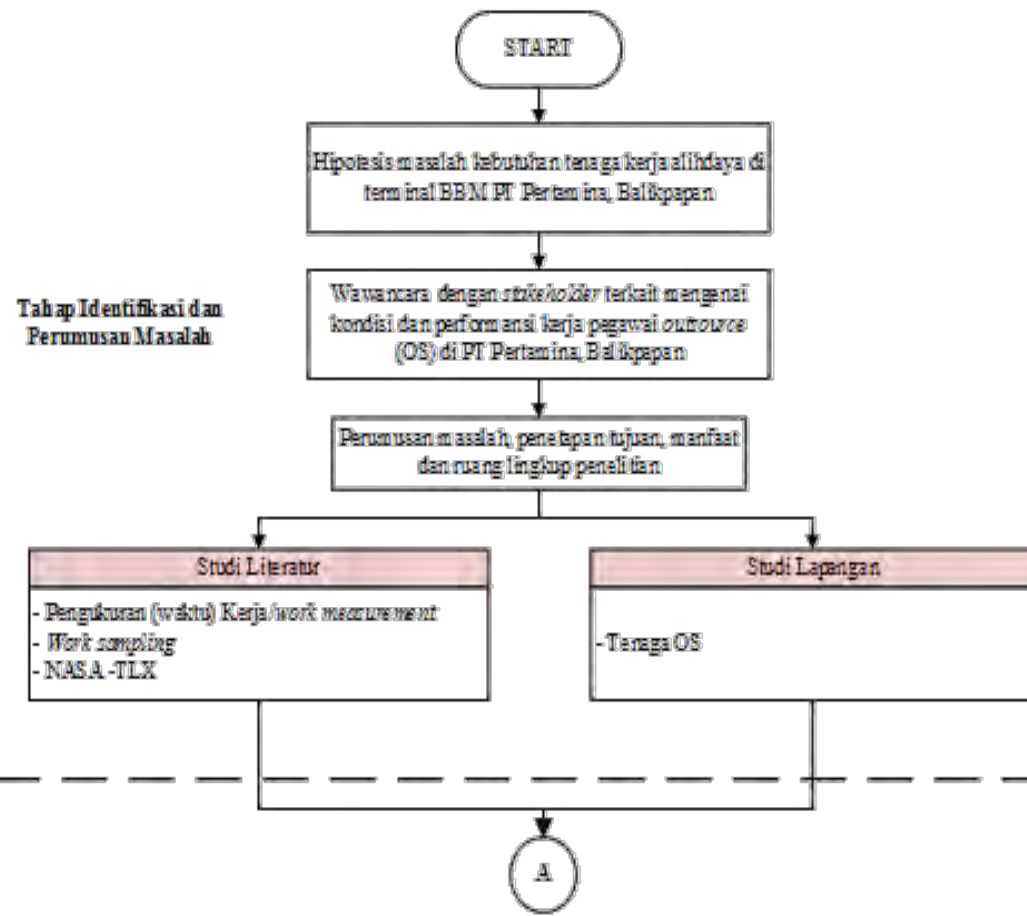 START
Hipotesis masalah kebutuhan tenaga kerja alihdaya di
terminal BBM PT Pertamina, Balikpapan
Tahap Identifikasi dan
Perumusan Masalah
Wawancara dengan stakeholder terkait mengenai
kondisi dan performansi kerja pegawai outsource
(OS) di PT Pertamina, Balikpapan
Perumusan masalah, penetapan tujuan, manfaat
dan ruang lingkup penelitian
Studi Literatur
- Pengukuran (waktu) Kerja/work measurement
- Work sampling
- NASA -TLX
Studi Lapangan
- Tenaga OS
A